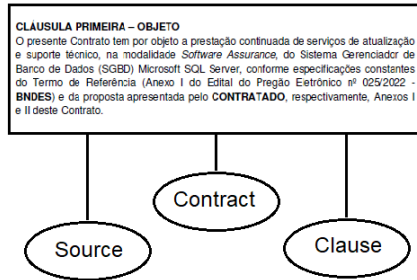 CLÁUSULA PRIMEIRA – OBJETO
O presente Contrato tem por objeto a prestação continuada de serviços de atualização
e suporte técnico, na modalidade Software Assurance, do Sistema Gerenciador de
Banco de Dados (SGBD) Microsoft SQL Server, conforme especificações constantes
do Termo de Referência (Anexo I do Edital do Pregão Eletrônico nº 025/2022 -
BNDES) e da proposta apresentada pelo CONTRATADO, respectivamente, Anexos I
e II deste Contrato.
Contract
Source
Clause